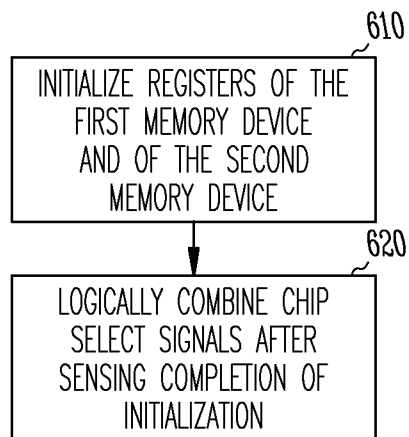 610
INITIALIZE REGISTERS OF THE
FIRST MEMORY DEVICE
AND OF THE SECOND
MEMORY DEVICE
620
LOGICALLY COMBINE CHIP
SELECT SIGNALS AFTER
SENSING COMPLETION OF
INITIALIZATION